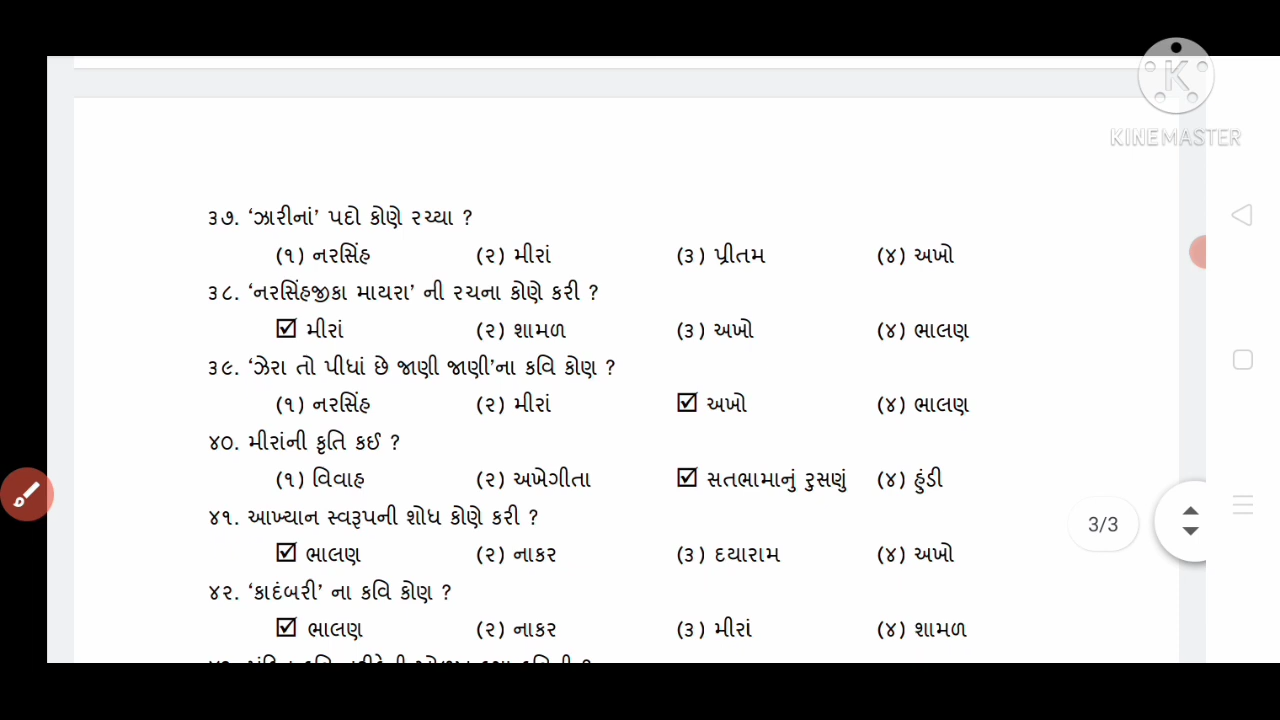 KINEMASTER
૩૭. ‘ઝારીનાં’ પદો કોણે રચ્યા ?
(૧) નરસિંહ (૨) મીરાં (૩) પ્રીતમ (૪) અખો
૩૮. ‘નરસિંહજીકા માયરા’ ની રચના કોણે કરી ?
☑ મીરાં (૨) શામળ (૩) અખો (૪) ભાલણ
૩૯. ‘ઝેરા તો પીધાં છે જાણી જાણી’ના કવિ કોણ ?
(૧) નરસિંહ (૨) મીરાં ☑ અખો (૪) ભાલણ
૪૦. મીરાંની કૃતિ કઈ ?
(૧) વિવાહ (૨) અખેગીતા ☑ સતભામાનું રુસણું (૪) હુંડી
૪૧. આખ્યાન સ્વરૂપની શોધ કોણે કરી ?
☑ ભાલણ (૨) નાકર (૩) દયારામ (૪) અખો
3/3
૪૨. ‘કાદંબરી’ ના કવિ કોણ ?
☑ ભાલણ (૨) નાકર (૩) મીરાં (૪) શામળ